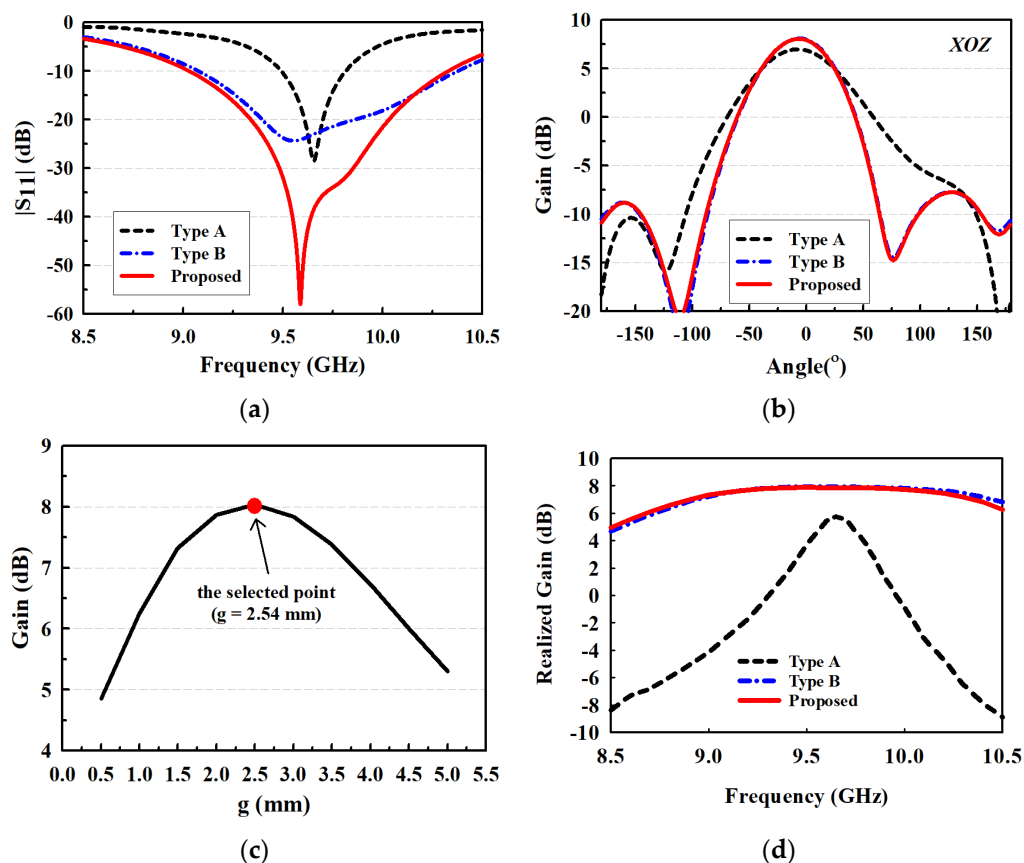 0
-10
-20
-30
-40
-50
-60
8.5 9.0 9.5 10.0 10.5
|S11| (dB)
Frequency (GHz)
Type A
Type B
Proposed
(a)
10
5
0
-5
-10
-15
-20
-150 -100 -50 0 50 100 150
Gain (dB)
Angle(°)
XOZ
Type A
Type B
Proposed
(b)
9
8
7
6
5
4
0.0 0.5 1.0 1.5 2.0 2.5 3.0 3.5 4.0 4.5 5.0 5.5
Gain (dB)
g (mm)
the selected point
(g = 2.54 mm)
(c)
10
8
6
4
2
0
-2
-4
-6
-8
-10
8.5 9.0 9.5 10.0 10.5
Realized Gain (dB)
Frequency (GHz)
Type A
Type B
Proposed
(d)